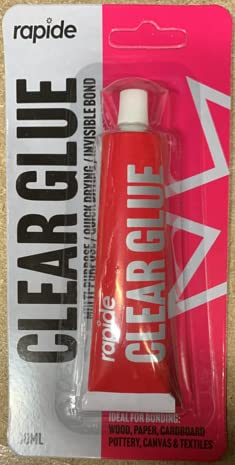 rapide
CLEAR GLUE
MULTI-PURPOSE / QUICK DRYING / INVISIBLE BOND
rapide
CLEAR GLUE
IDEAL FOR BONDING:
WOOD, PAPER, CARDBOARD
POTTERY, CANVAS & TEXTILES